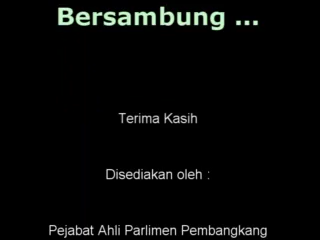 Bersambung ...
Terima Kasih
Disediakan oleh :
Pejabat Ahli Parlimen Pembangkang